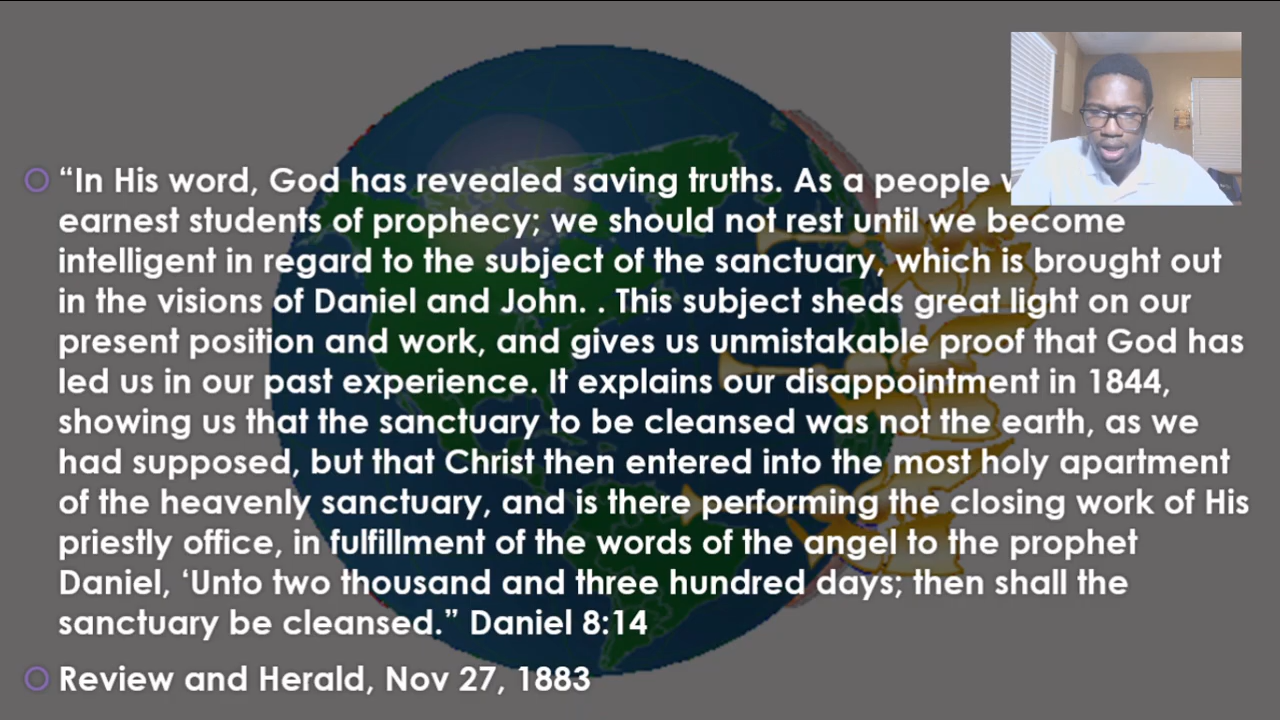 “In His word, God has revealed saving truths. As a people
earnest students of prophecy; we should not rest until we become
intelligent in regard to the subject of the sanctuary, which is brought out
in the visions of Daniel and John. . This subject sheds great light on our
present position and work, and gives us unmistakable proof that God has
led us in our past experience. It explains our disappointment in 1844,
showing us that the sanctuary to be cleansed was not the earth, as we
had supposed, but that Christ then entered into the most holy apartment
of the heavenly sanctuary, and is there performing the closing work of His
priestly office, in fulfillment of the words of the angel to the prophet
Daniel, ‘Unto two thousand and three hundred days; then shall the
sanctuary be cleansed.” Daniel 8:14
Review and Herald, Nov 27, 1883